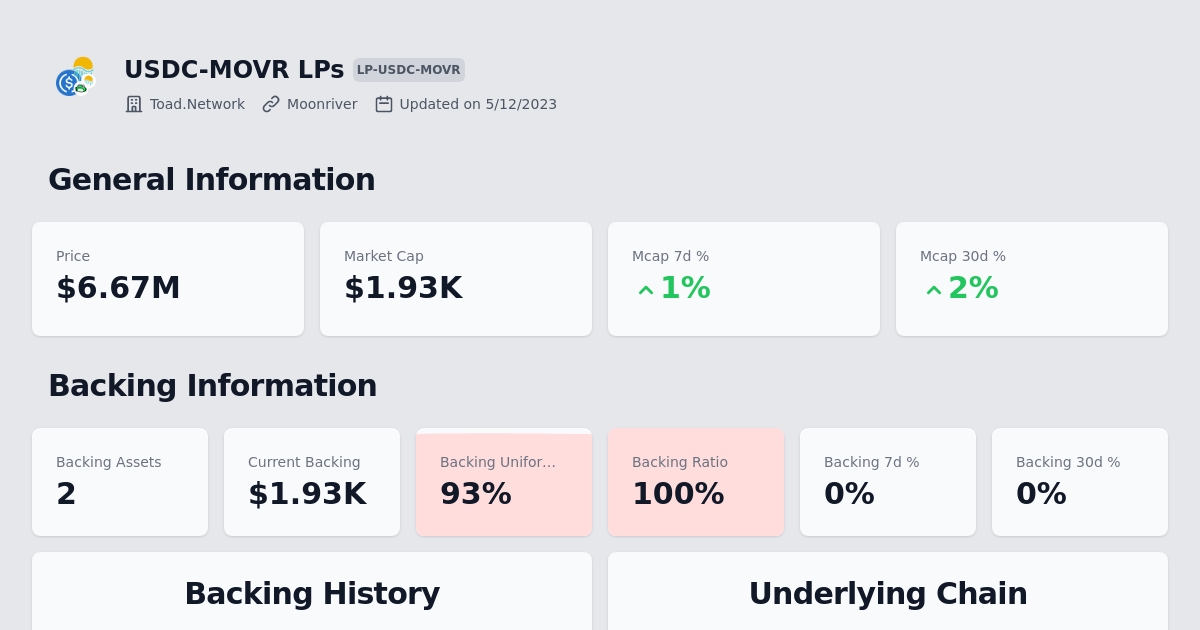 USDC-MOVR LPs LP-USDC-MOVR
Toad.Network Moonriver Updated on 5/12/2023
General Information
Price Market Cap Mcap 7d % Mcap 30d %
$6.67M $1.93K 1% 2%
Backing Information
Backing Assets Current Backing Backing Unifor... Backing Ratio Backing 7d % Backing 30d %
2 $1.93K 93% 100% 0% 0%
Backing History Underlying Chain